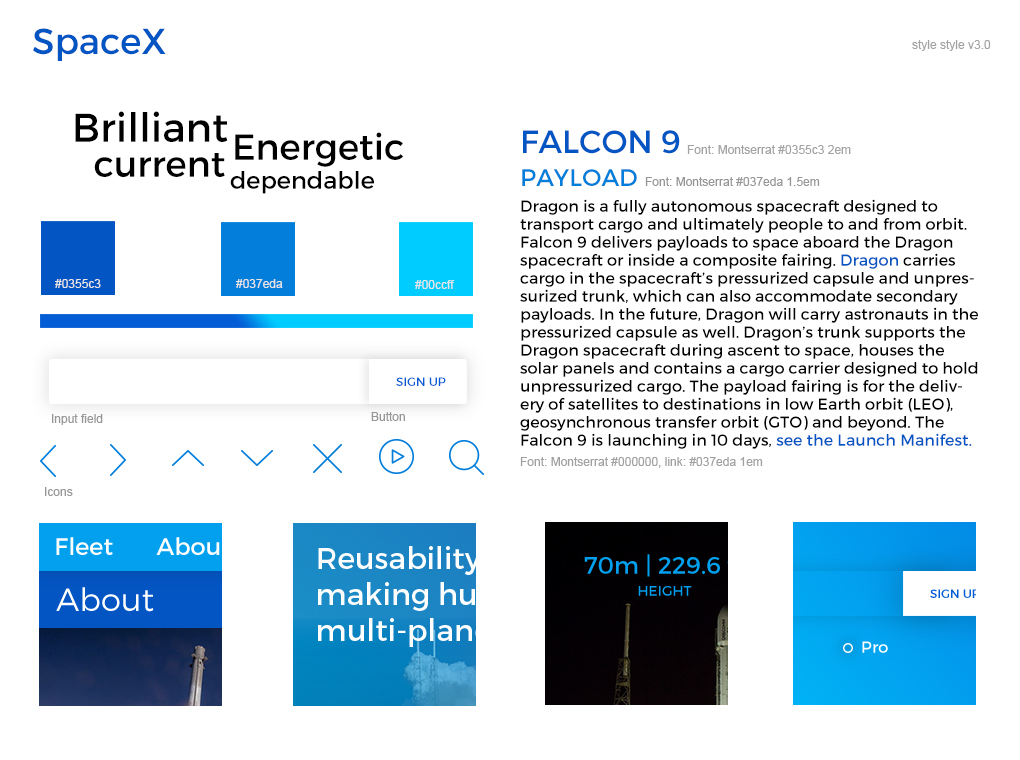 SpaceX
style style v3.0
Brilliant
Energetic
current
dependable
#0355c3
#037eda
#00ccff
SIGN UP
Input field
Button
Icons
FALCON 9 Font: Montserrat #0355c3 2em
PAYLOAD Font: Montserrat #037eda 1.5em
Dragon is a fully autonomous spacecraft designed to
transport cargo and ultimately people to and from orbit.
Falcon 9 delivers payloads to space aboard the Dragon
spacecraft or inside a composite fairing. Dragon carries
cargo in the spacecraft's pressurized capsule and unpres-
surized trunk, which can also accommodate secondary
payloads. In the future, Dragon will carry astronauts in the
pressurized capsule as well. Dragon's trunk supports the
Dragon spacecraft during ascent to space, houses the
solar panels and contains a cargo carrier designed to hold
unpressurized cargo. The payload fairing is for the deliv-
ery of satellites to destinations in low Earth orbit (LEO),
geosynchronous transfer orbit (GTO) and beyond. The
Falcon 9 is launching in 10 days, see the Launch Manifest.
Font: Montserrat #000000, link: #037eda 1em
Fleet Abou
About
Reusability
making hu
multi-plan
70m | 229.6
HEIGHT
SIGN UP
Pro